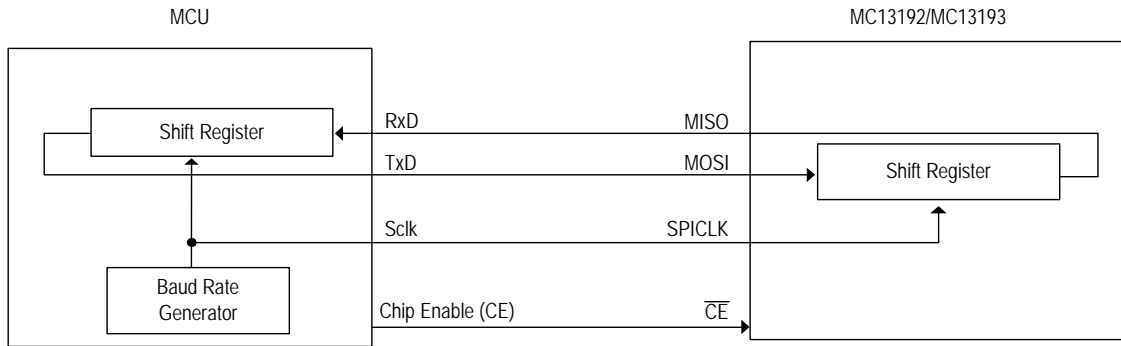 MCU
MC13192/MC13193
Shift Register
RxD
MISO
TxD
MOSI
Shift Register
Sclk
SPICLK
Baud Rate
Generator
Chip Enable (CE)
CE